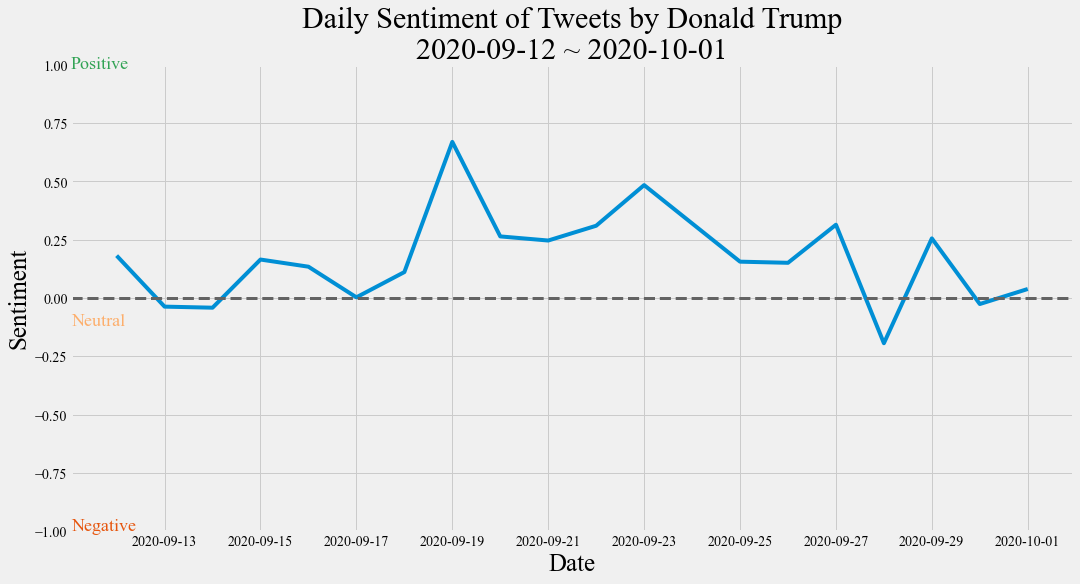 Daily Sentiment of Tweets by Donald Trump
2020-09-12 ~ 2020-10-01
1.00
Positive
0.75
0.50
0.25
0.00
Neutral
−0.25
−0.50
−0.75
Negative
−1.00
Sentiment
2020-09-13 2020-09-15 2020-09-17 2020-09-19 2020-09-21 2020-09-23 2020-09-25 2020-09-27 2020-09-29 2020-10-01
Date